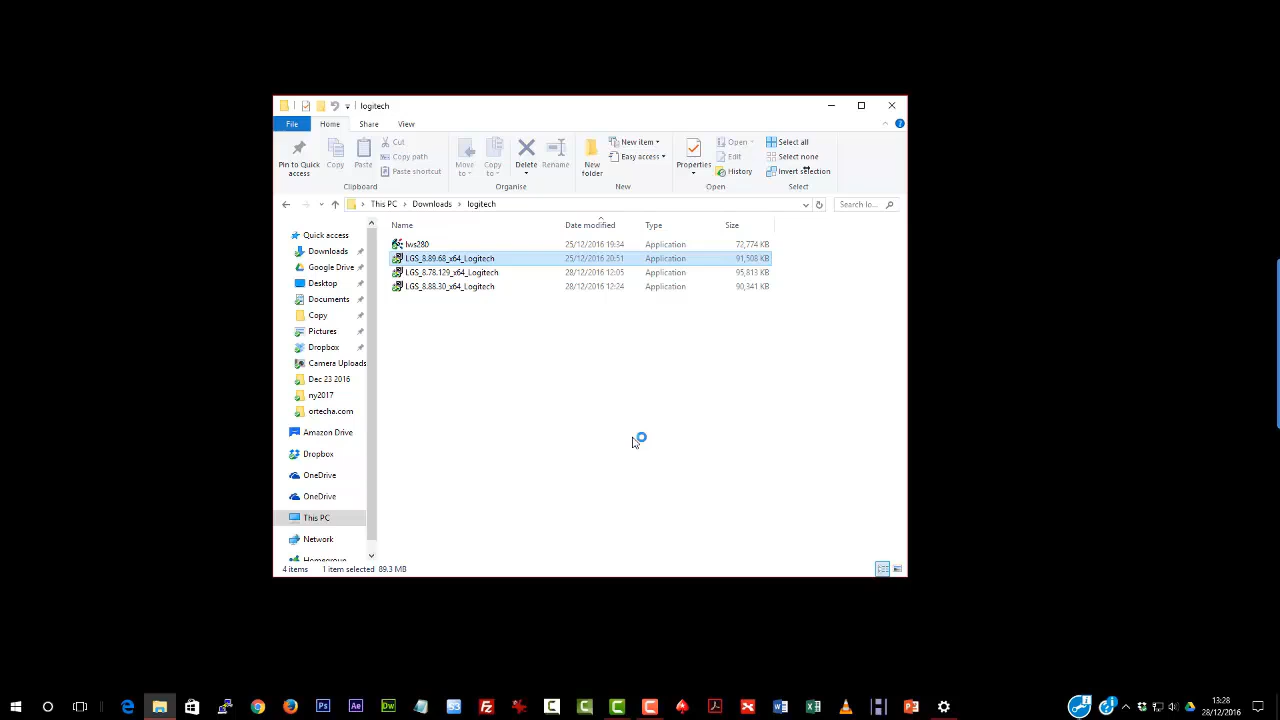 logitech
File Home Share View
Pin to Quick access
Copy
Paste
Cut
Copy path
Paste shortcut
Clipboard
Move to
Copy to
Delete
Rename
Organise
New folder
New item
Easy access
New
Properties
Open
Edit
History
Open
Select all
Select none
Invert selection
Select
This PC Downloads logitech
Search lo...
Name Date modified Type Size
lws280 25/12/2016 19:34 Application 72,774 KB
LGS_8.89.68_x64_Logitech 25/12/2016 20:51 Application 91,508 KB
LGS_8.78.129_x64_Logitech 28/12/2016 12:05 Application 95,813 KB
LGS_8.88.30_x64_Logitech 28/12/2016 12:24 Application 90,341 KB
Quick access
Downloads
Google Drive
Desktop
Documents
Copy
Pictures
Dropbox
Camera Uploads
Dec 23 2016
ny2017
ortecha.com
Amazon Drive
Dropbox
OneDrive
OneDrive
This PC
Network
Homegroup
4 items 1 item selected 89.3 MB
13:28
28/12/2016